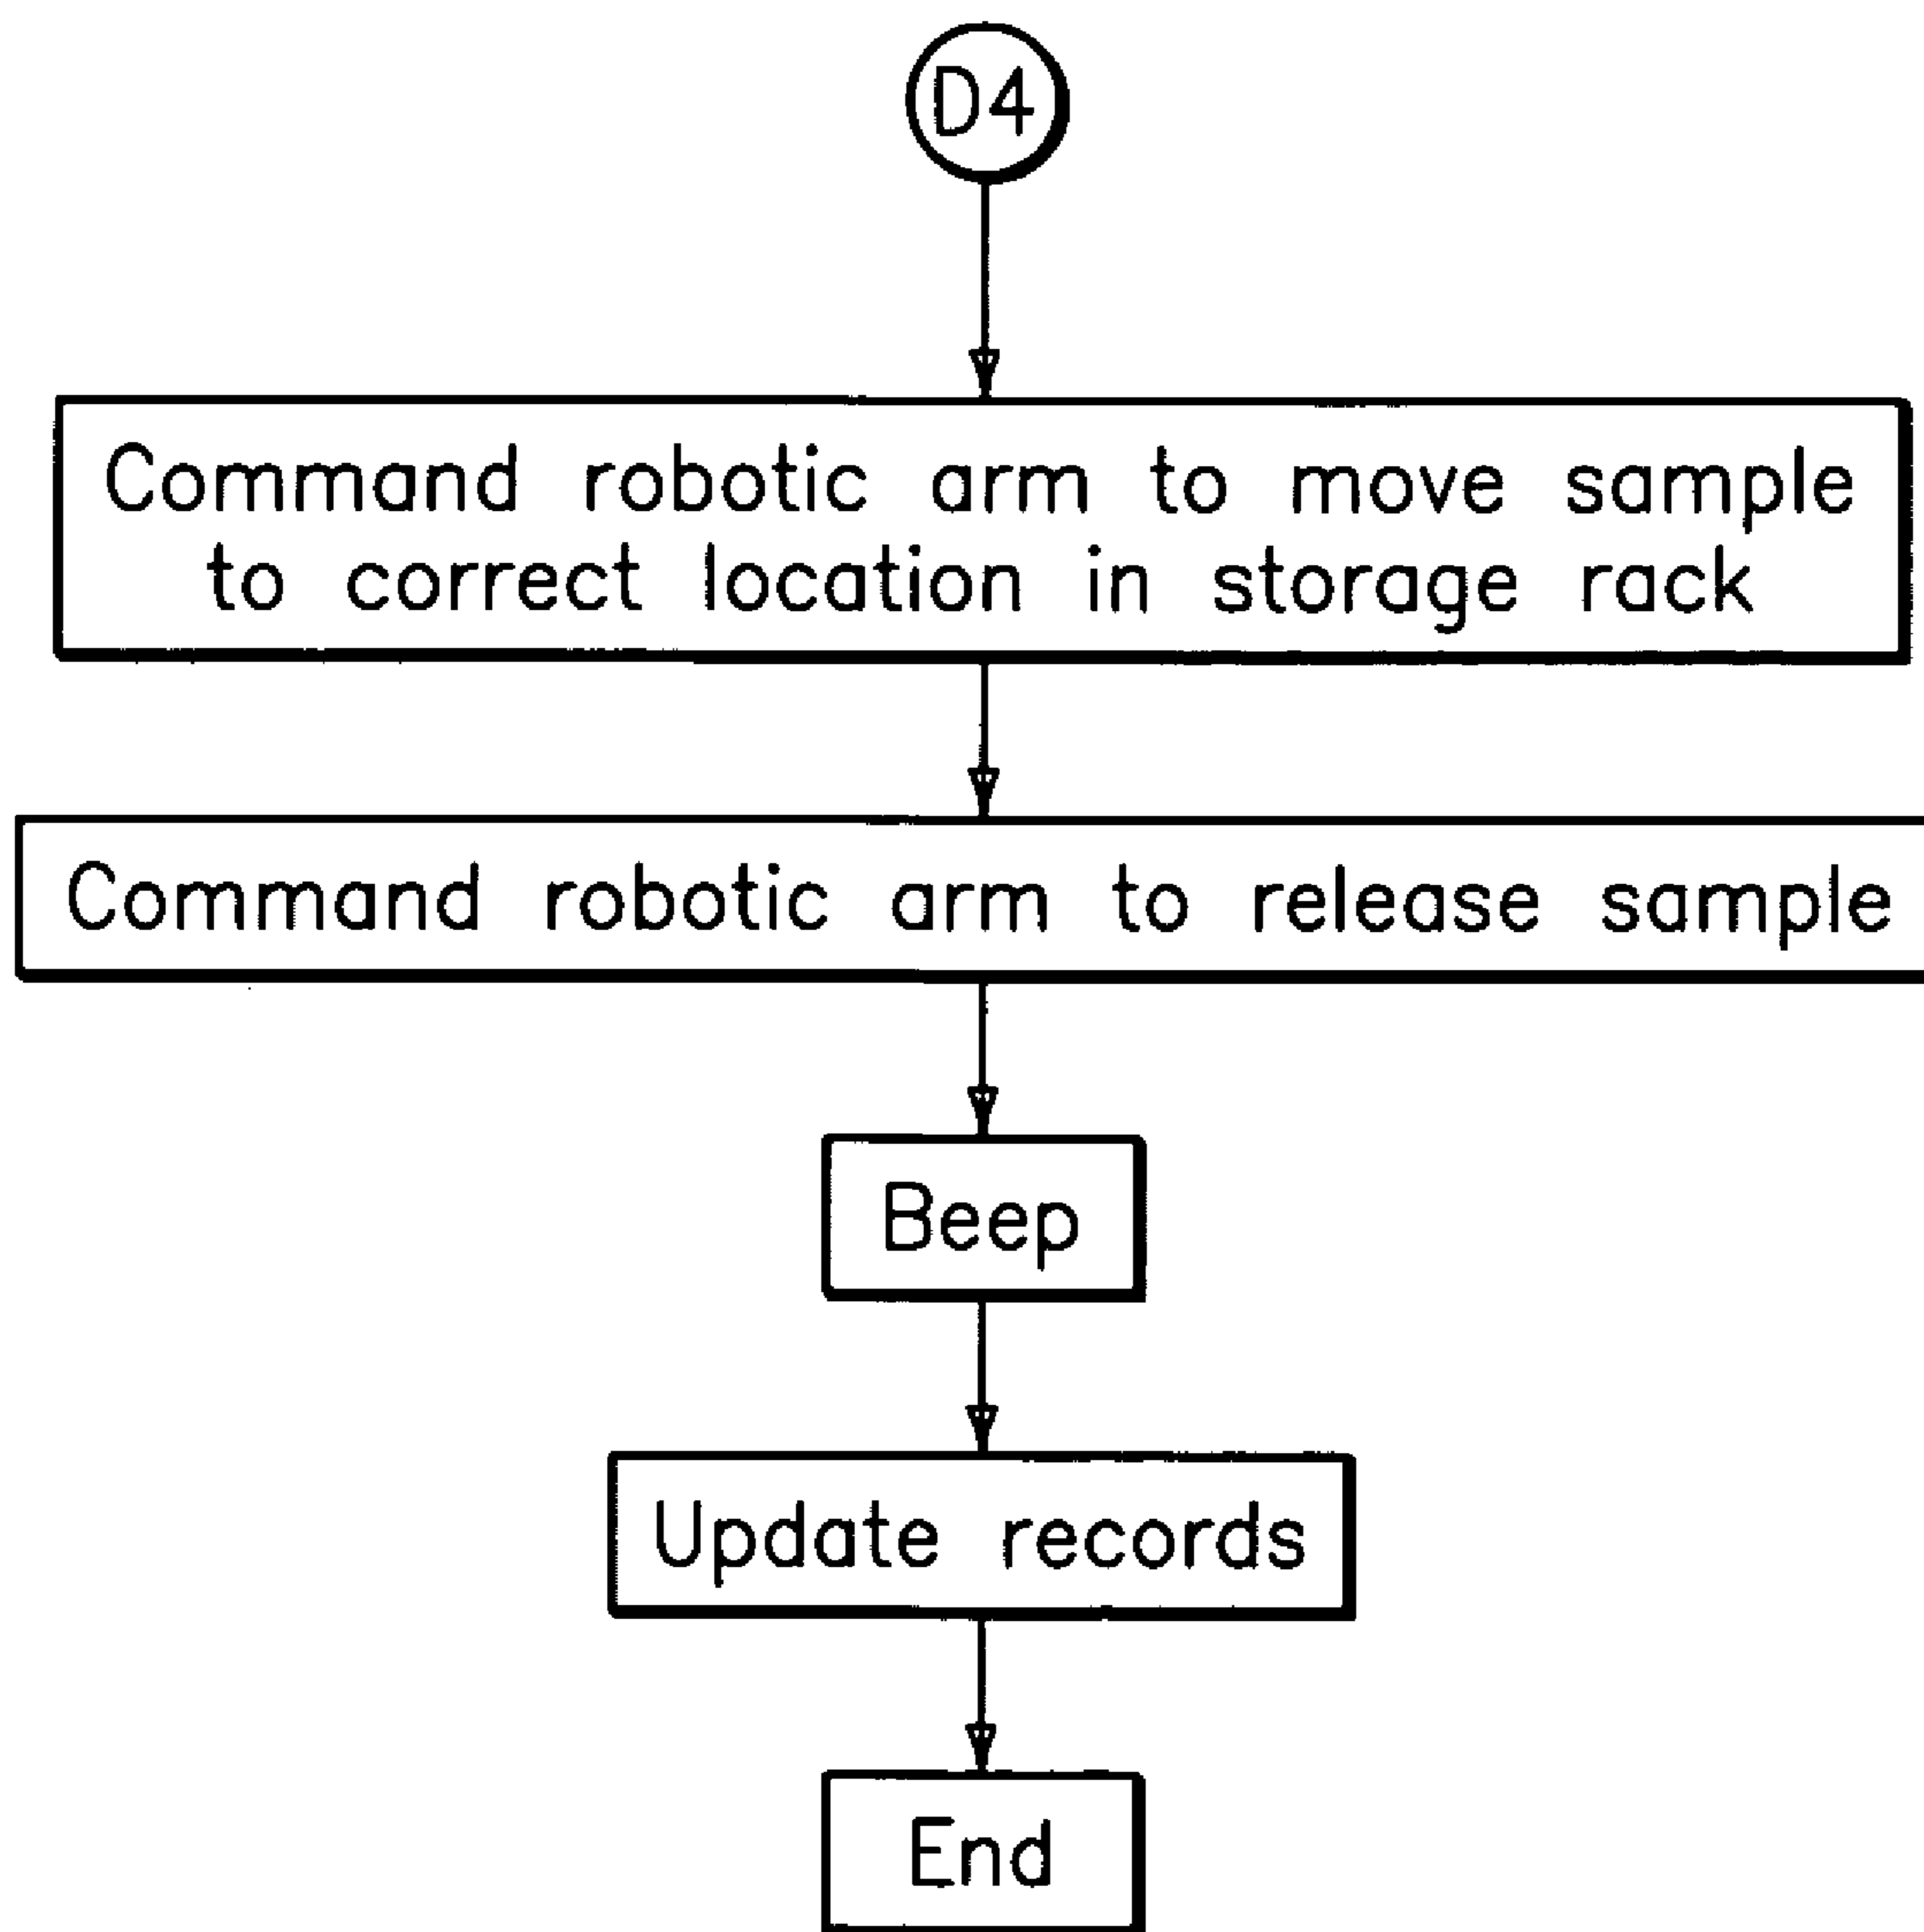 D4
Command robotic arm to move sample
to correct location in storage rack
Command robotic arm to release sample
Beep
Update records
End